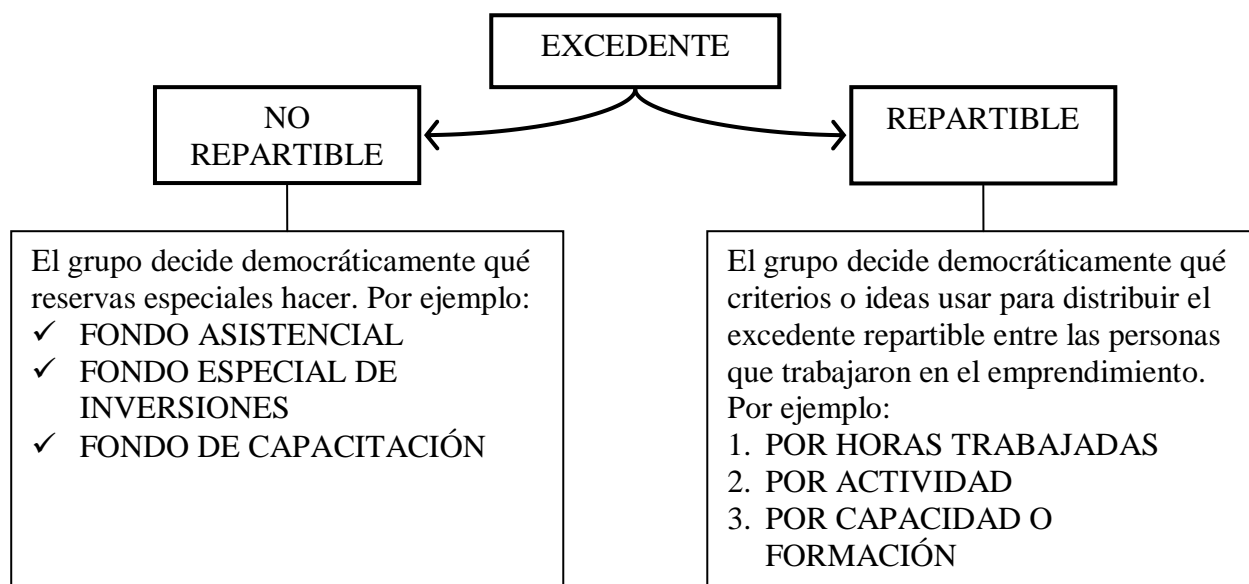 EXCEDENTE
NO
REPARTIBLE
REPARTIBLE
El grupo decide democráticamente qué
reservas especiales hacer. Por ejemplo:
✓ FONDO ASISTENCIAL
✓ FONDO ESPECIAL DE
INVERSIONES
✓ FONDO DE CAPACITACIÓN
El grupo decide democráticamente qué
criterios o ideas usar para distribuir el
excedente repartible entre las personas
que trabajaron en el emprendimiento.
Por ejemplo:
1. POR HORAS TRABAJADAS
2. POR ACTIVIDAD
3. POR CAPACIDAD O
FORMACIÓN